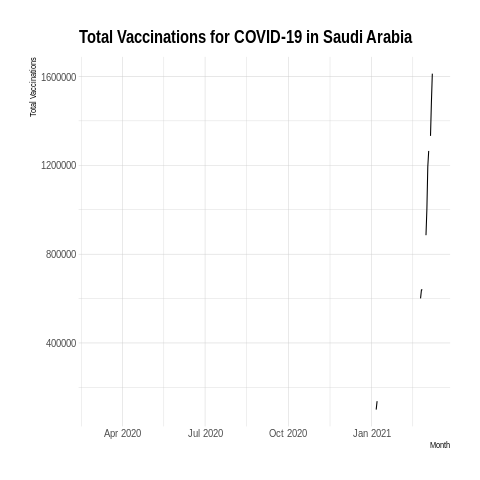 Total Vaccinations for COVID-19 in Saudi Arabia
Total Vaccinations
1600000
1200000
800000
400000
Apr 2020
Jul 2020
Oct 2020
Jan 2021
Month